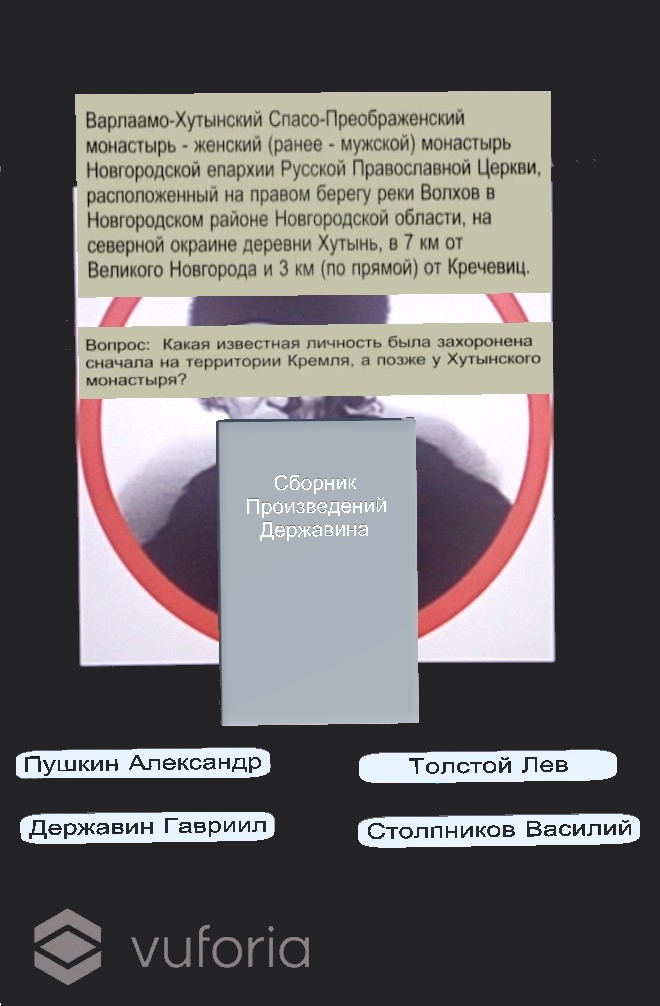 Варлаамо-Хутынский Спасо-Преображенский
монастырь - женский (ранее - мужской) монастырь
Новгородской епархии Русской Православной Церкви,
расположенный на правом берегу реки Волхов в
Новгородском районе Новгородской области, на
северной окраине деревни Хутынь, в 7 км от
Великого Новгорода и 3 км (по прямой) от Кречевиц.
Вопрос: Какая известная личность была захоронена
сначала на территории Кремля, а позже у Хутынского
монастыря?
Сборник
Произведений
Державина
Пушкин Александр
Толстой Лев
Державин Гавриил
Столпников Василий
vuforia